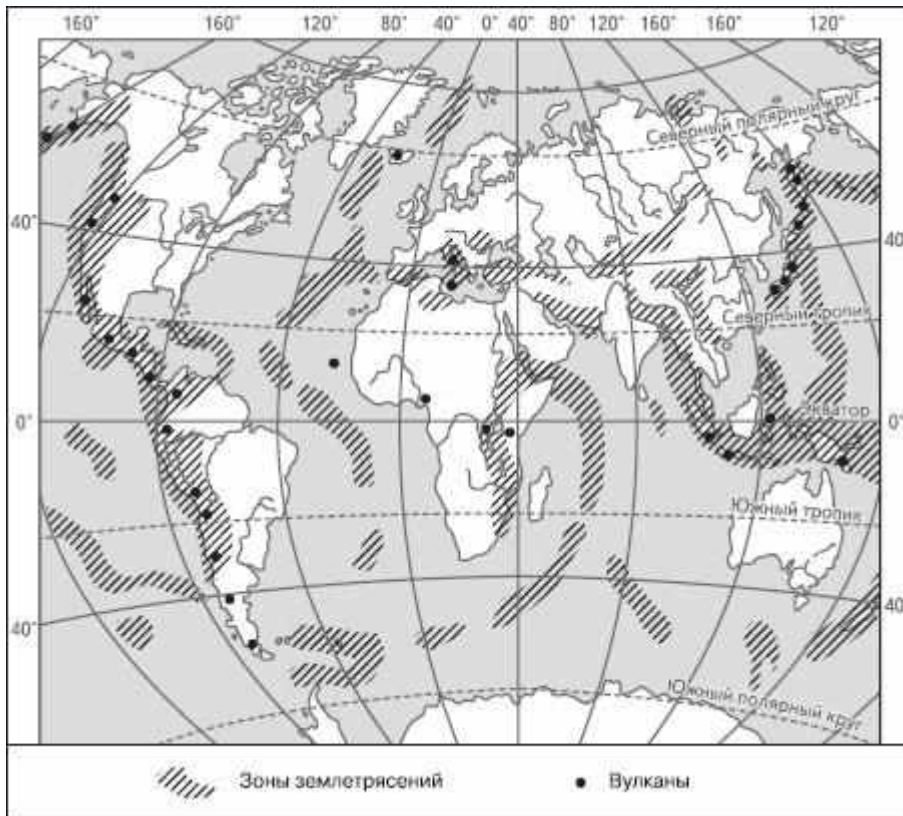 160° 160° 120° 80° 40° 0° 40° 80° 120° 160° 160° 120°
Северный полярный круг
40° 40°
Северный тропик
Экватор
0° 0°
Южный тропик
40° 40°
Южный полярный круг
Зоны землетрясений
Вулканы